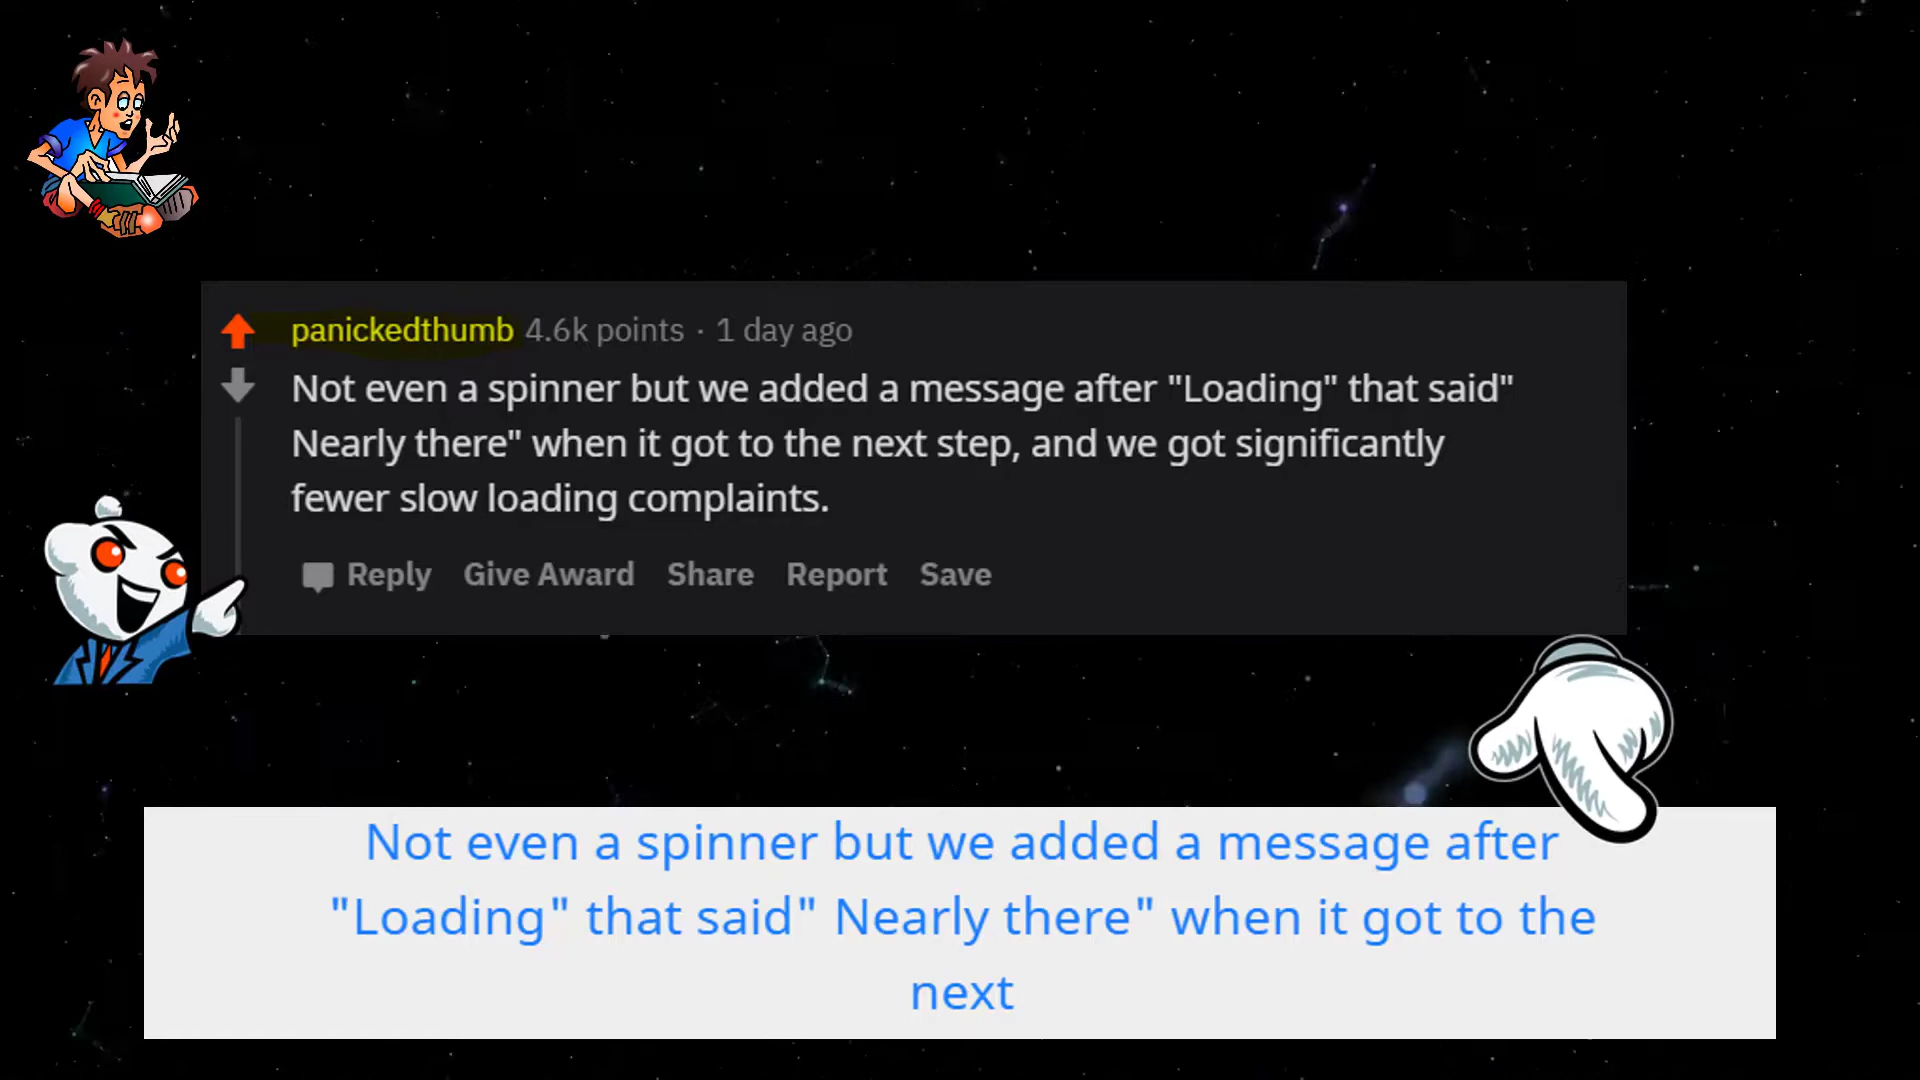 panickedthumb 4.6k points · 1 day ago
Not even a spinner but we added a message after "Loading" that said"
Nearly there" when it got to the next step, and we got significantly
fewer slow loading complaints.
Reply Give Award Share Report Save
Not even a spinner but we added a message after
"Loading" that said" Nearly there" when it got to the
next